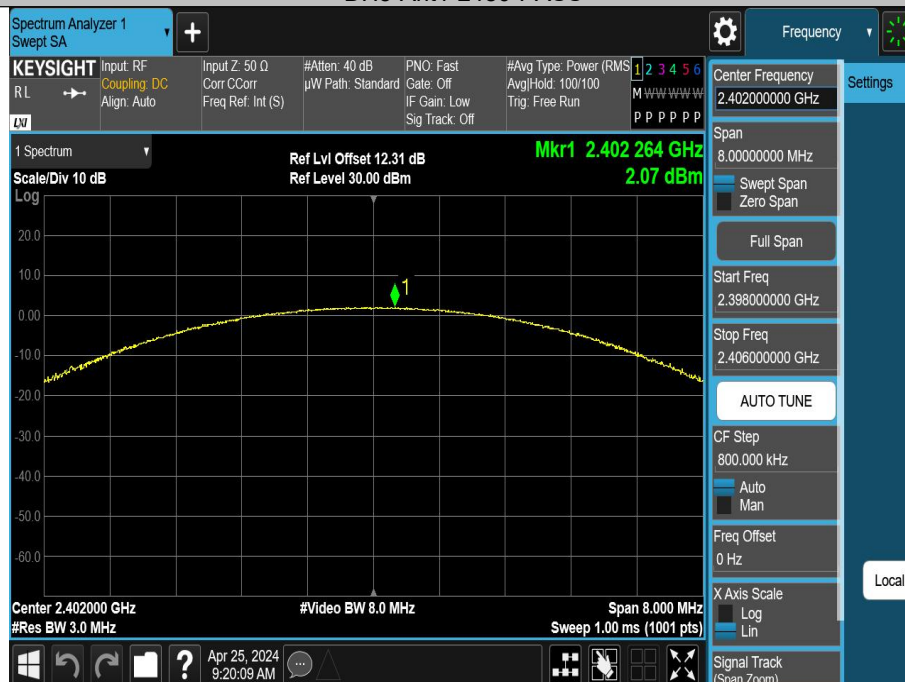 Spectrum Analyzer 1
Swept SA
+
Frequency
KEYSIGHT
RL
LXI
Input: RF
Coupling: DC
Align: Auto
Input Z: 50 Ω
Corr CCorr
Freq Ref: Int (S)
#Atten: 40 dB
µW Path: Standard
PNO: Fast
Gate: Off
IF Gain: Low
Sig Track: Off
#Avg Type: Power (RMS
Avg|Hold: 100/100
Trig: Free Run
1 2 3 4 5 6
M W W W W W
P P P P P P
1 Spectrum
Scale/Div 10 dB
Log
Ref Lvl Offset 12.31 dB
Ref Level 30.00 dBm
Mkr1 2.402 264 GHz
2.07 dBm
20.0
10.0
0.00
-10.0
-20.0
-30.0
-40.0
-50.0
-60.0
1
Center 2.402000 GHz
#Res BW 3.0 MHz
#Video BW 8.0 MHz
Span 8.000 MHz
Sweep 1.00 ms (1001 pts)
Apr 25, 2024
9:20:09 AM
Center Frequency
2.402000000 GHz
Span
8.00000000 MHz
Swept Span
Zero Span
Full Span
Start Freq
2.398000000 GHz
Stop Freq
2.406000000 GHz
AUTO TUNE
CF Step
800.000 kHz
Auto
Man
Freq Offset
0 Hz
X Axis Scale
Log
Lin
Signal Track
(Span Zoom)
Settings
Local